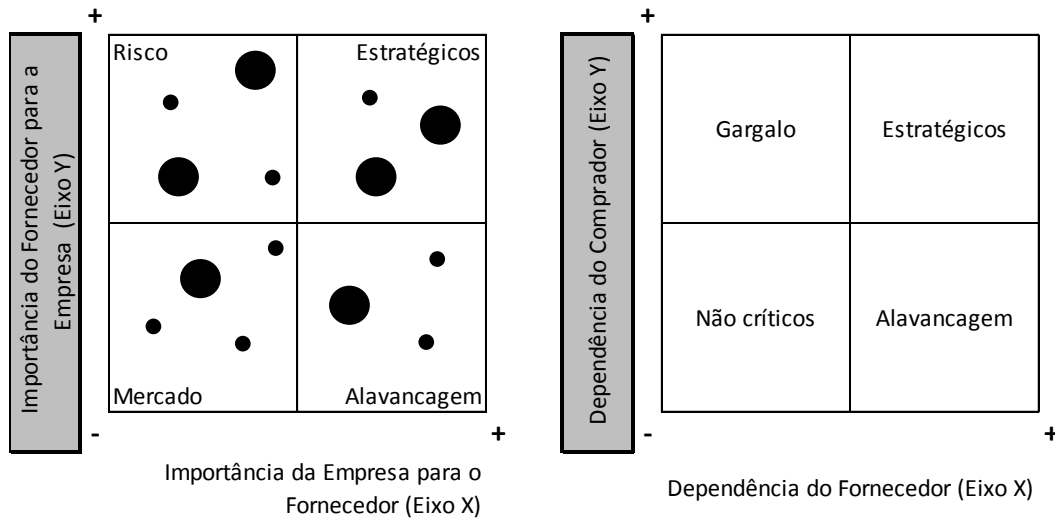 +
Importância do Fornecedor para a
Empresa (Eixo Y)
Risco
Estratégicos
Mercado
Alavancagem
-
+
Importância da Empresa para o
Fornecedor (Eixo X)
+
Dependência do Comprador (Eixo Y)
Gargalo
Estratégicos
Não críticos
Alavancagem
-
+
Dependência do Fornecedor (Eixo X)